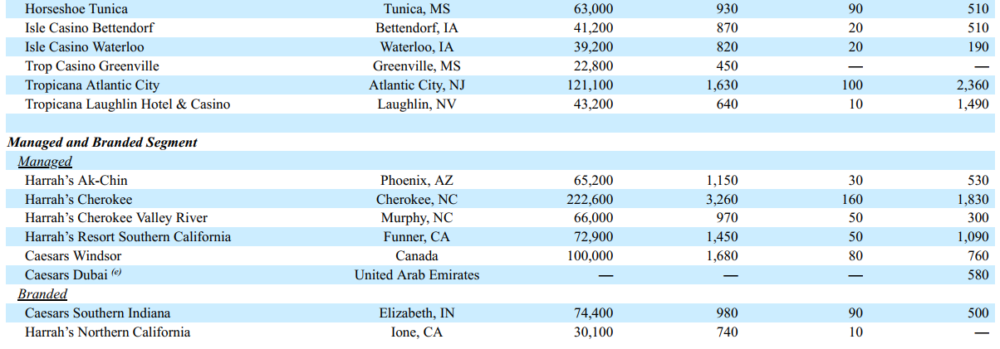 Horseshoe Tunica Tunica, MS 63,000 930 90 510
Isle Casino Bettendorf Bettendorf, IA 41,200 870 20 510
Isle Casino Waterloo Waterloo, IA 39,200 820 20 190
Trop Casino Greenville Greenville, MS 22,800 450 — —
Tropicana Atlantic City Atlantic City, NJ 121,100 1,630 100 2,360
Tropicana Laughlin Hotel & Casino Laughlin, NV 43,200 640 10 1,490
Managed and Branded Segment
Managed
Harrah’s Ak-Chin Phoenix, AZ 65,200 1,150 30 530
Harrah’s Cherokee Cherokee, NC 222,600 3,260 160 1,830
Harrah’s Cherokee Valley River Murphy, NC 66,000 970 50 300
Harrah’s Resort Southern California Funner, CA 72,900 1,450 50 1,090
Caesars Windsor Canada 100,000 1,680 80 760
Caesars Dubai (e) United Arab Emirates — — — 580
Branded
Caesars Southern Indiana Elizabeth, IN 74,400 980 90 500
Harrah’s Northern California Ione, CA 30,100 740 10 —